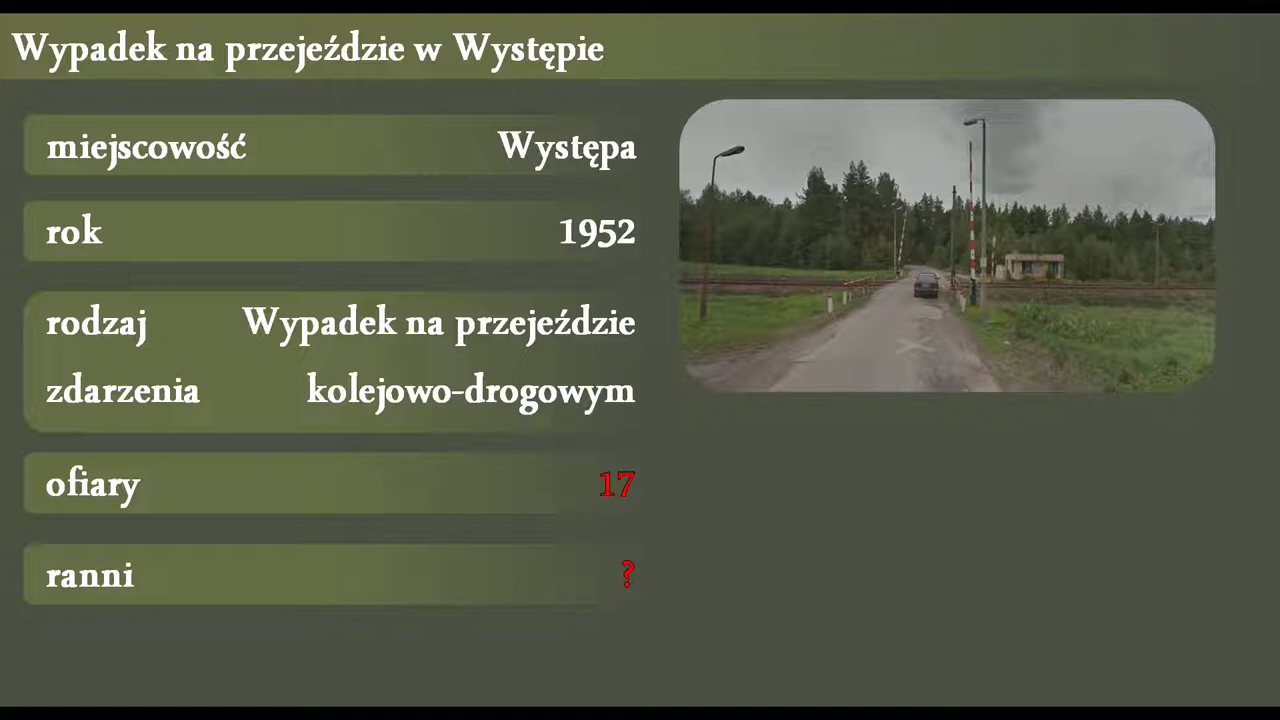 Wypadek na przejeździe w Występie
miejscowość Występa
rok 1952
rodzaj Wypadek na przejeździe
zdarzenia kolejowo-drogowym
ofiary 17
ranni ?